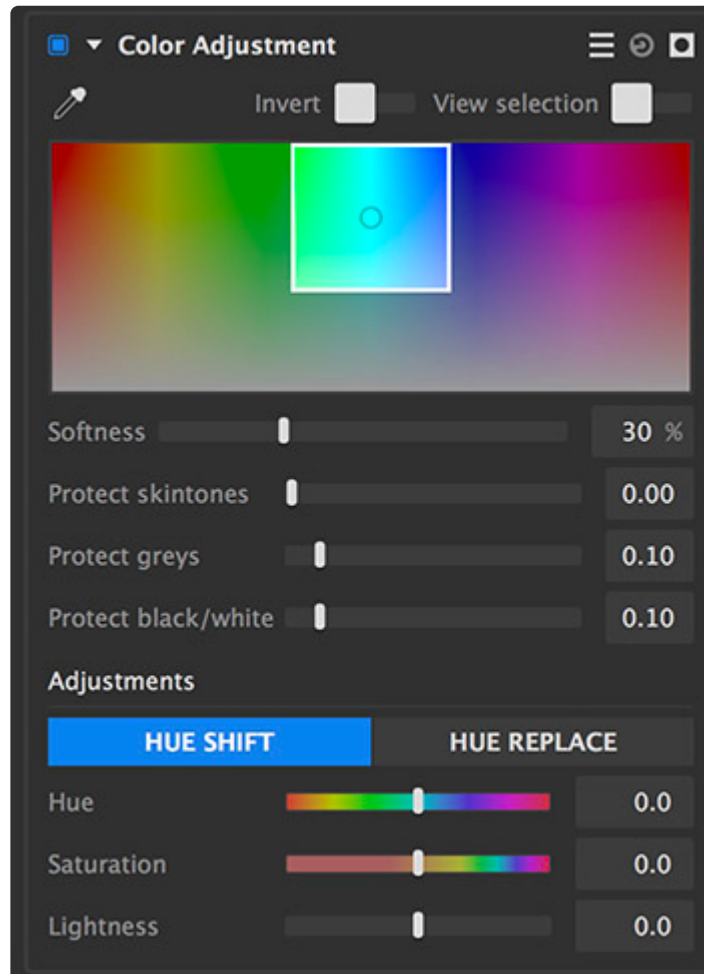 Color Adjustment
Invert View selection
Softness 30 %
Protect skintones 0.00
Protect greys 0.10
Protect black/white 0.10
Adjustments
HUE SHIFT HUE REPLACE
Hue 0.0
Saturation 0.0
Lightness 0.0